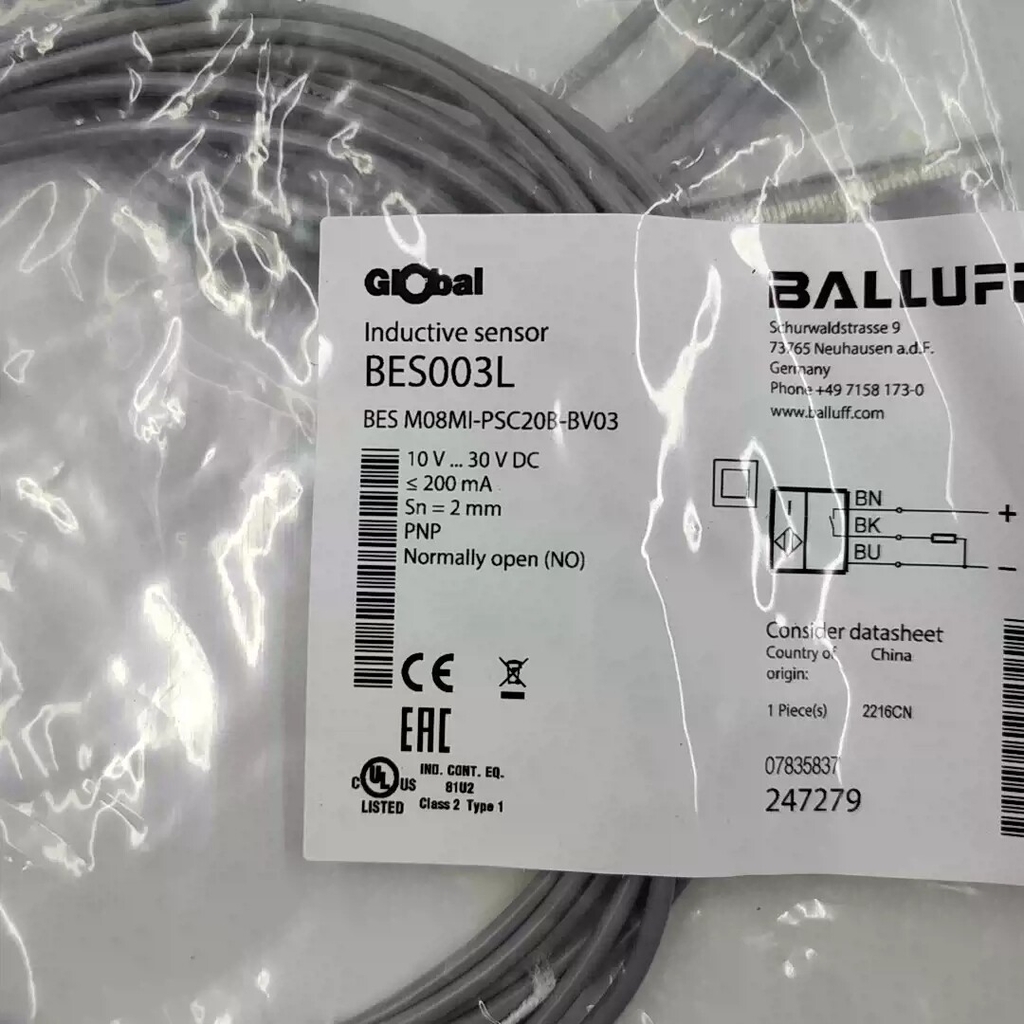 Global
Inductive sensor
BES003L
BES M08MI-PSC20B-BV03
10 V ... 30 V DC
≤ 200 mA
Sn = 2 mm
PNP
Normally open (NO)
CE
EAC
C UL US
LISTED
IND. CONT. EQ.
81U2
Class 2 Type 1
BALLUFF
Schurwaldstrasse 9
73765 Neuhausen a.d.F.
Germany
Phone +49 7158 173-0
www.balluff.com
BN
+
BK
BU
–
Consider datasheet
Country of China
origin:
1 Piece(s) 2216CN
07835837
247279